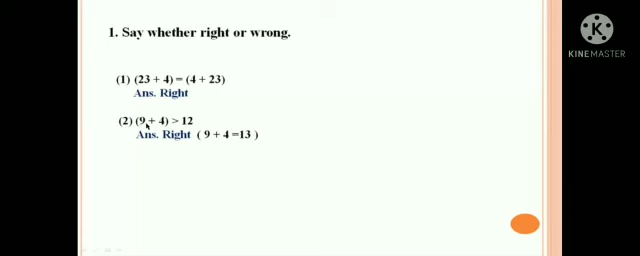 1. Say whether right or wrong.
KINEMASTER
(1) (23 + 4) = (4 + 23)
Ans. Right
(2) (9 + 4) > 12
Ans. Right ( 9 + 4 =13 )